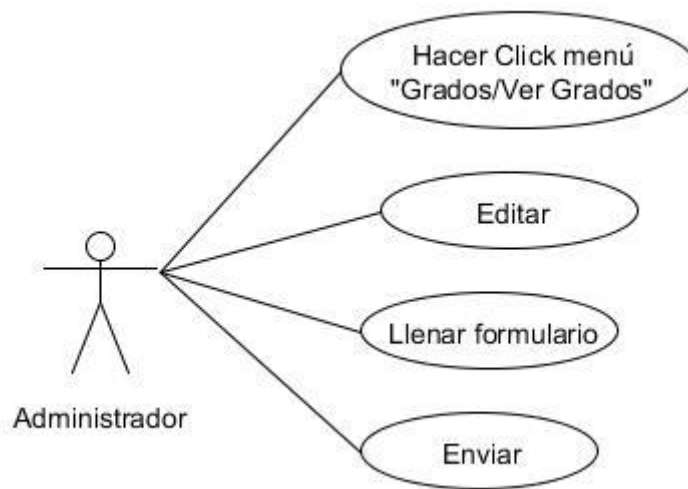 Hacer Click menú
"Grados/Ver Grados"
Editar
Llenar formulario
Administrador
Enviar